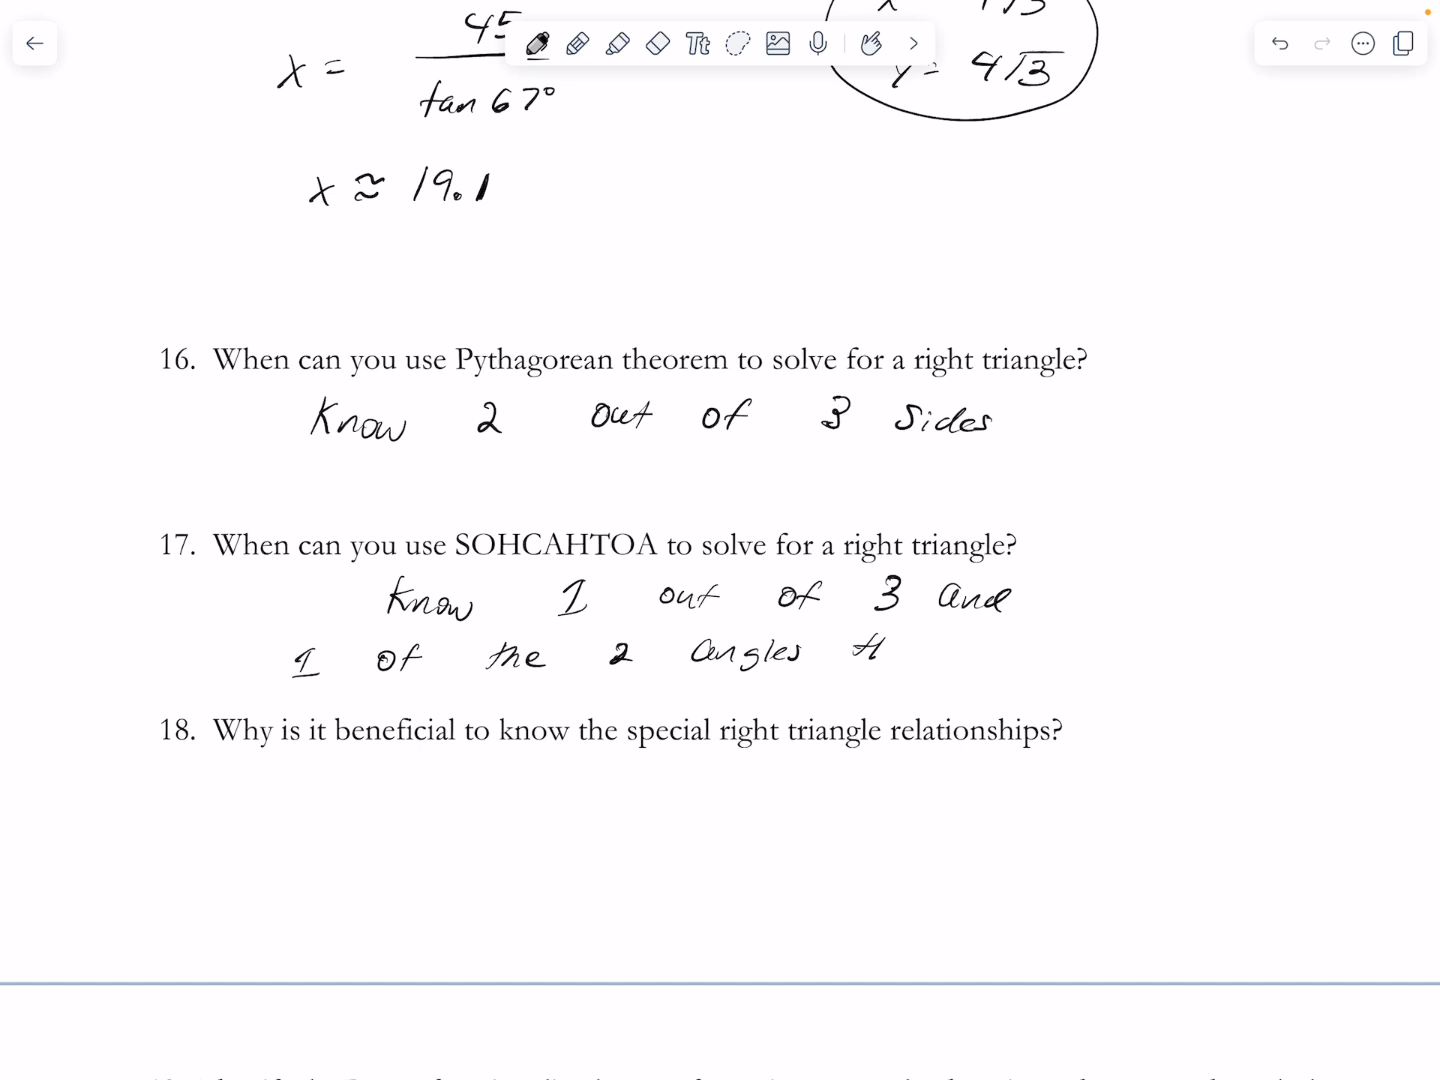 45
x =
tan 67°
y = 4√3
x ≈ 19.1
16. When can you use Pythagorean theorem to solve for a right triangle?
Know 2 out of 3 sides
17. When can you use SOHCAHTOA to solve for a right triangle?
Know 1 out of 3 and
1 of the 2 angles
18. Why is it beneficial to know the special right triangle relationships?